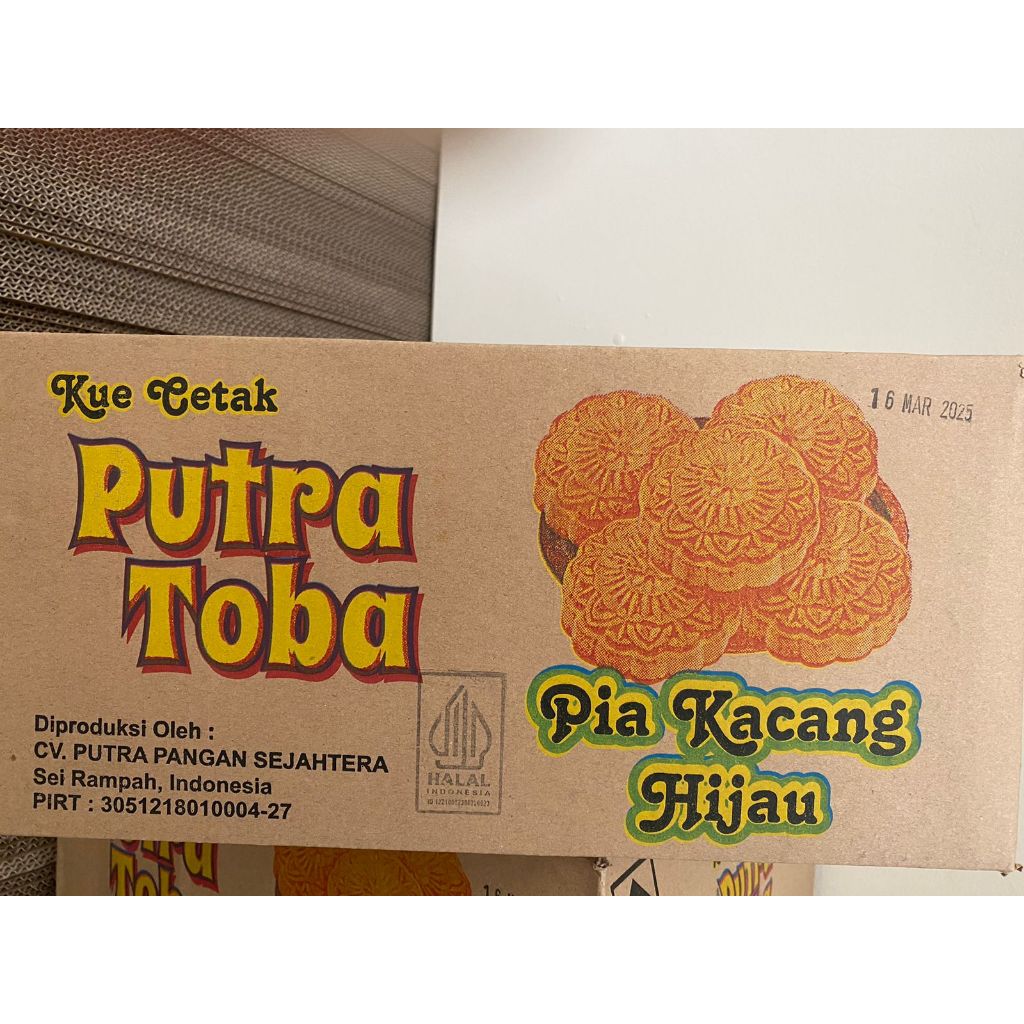 Kue Cetak
Putra
Toba
16 MAR 2025
Pia Kacang
Hijau
Diproduksi Oleh :
CV. PUTRA PANGAN SEJAHTERA
Sei Rampah, Indonesia
PIRT : 3051218010004-27
HALAL
INDONESIA
Toba